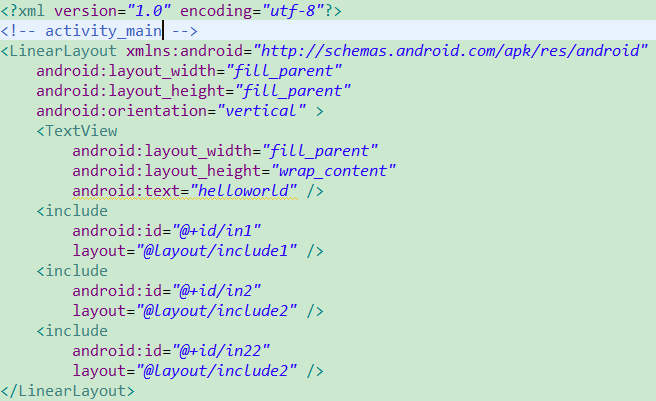 <?xml version="1.0" encoding="utf-8"?>
<!-- activity_main -->
<LinearLayout xmlns:android="http://schemas.android.com/apk/res/android"
    android:layout_width="fill_parent"
    android:layout_height="fill_parent"
    android:orientation="vertical" >
    <TextView
        android:layout_width="fill_parent"
        android:layout_height="wrap_content"
        android:text="helloworld" />
    <include
        android:id="@+id/in1"
        layout="@layout/include1" />
    <include
        android:id="@+id/in2"
        layout="@layout/include2" />
    <include
        android:id="@+id/in22"
        layout="@layout/include2" />
</LinearLayout>